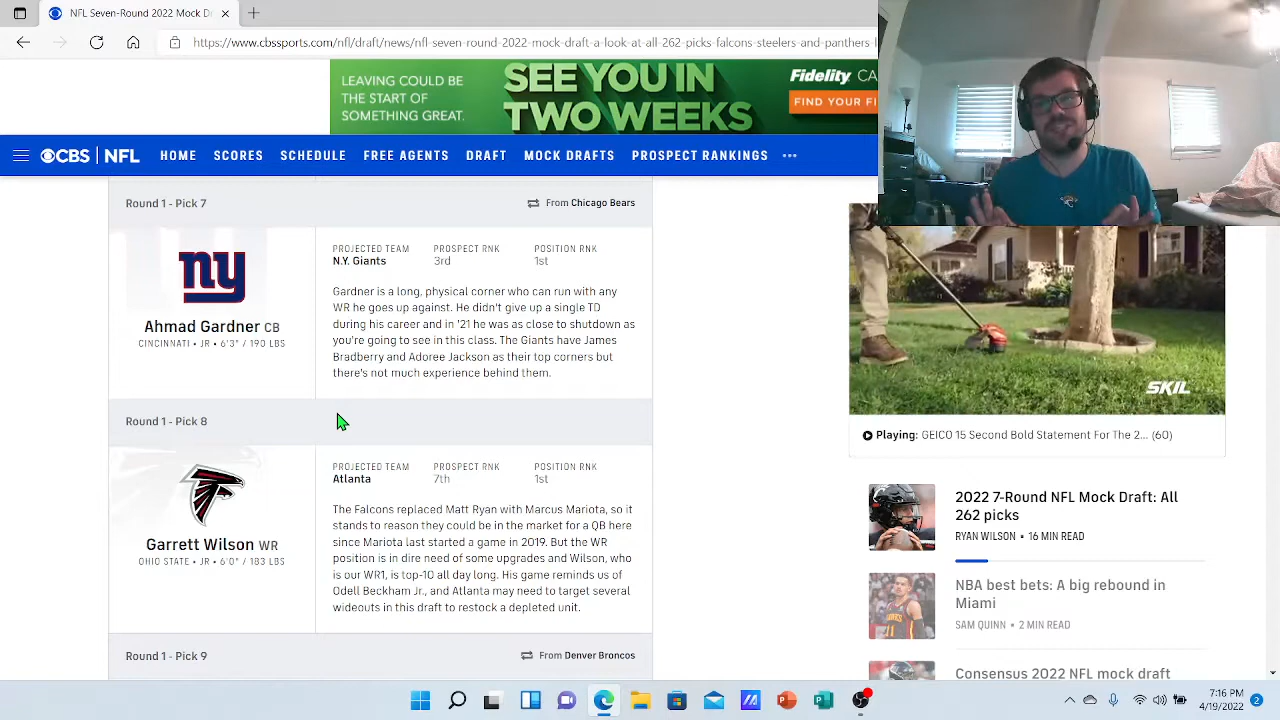 NFL Seven-Round 2022 Mock D
https://www.cbssports.com/nfl/draft/news/nfl-seven-round-2022-mock-draft-a-look-at-all-262-picks-falcons-steelers-and-panthers
LEAVING COULD BE
THE START OF
SOMETHING GREAT.
SEE YOU IN
TWO WEEKS
Fidelity CA
FIND YOUR FI
CBS NFL HOME SCORES SCHEDULE FREE AGENTS DRAFT MOCK DRAFTS PROSPECT RANKINGS
Round 1 - Pick 7
From Chicago Bears
ny
Ahmad Gardner CB
CINCINNATI • JR • 6'3" / 190 LBS
PROJECTED TEAM
N.Y. Giants
PROSPECT RNK
3rd
POSITION RNK
1st
Gardner is a long, physical corner who can run with any
WR he goes up against. He didn't give up a single TD
during his career and in '21 he was as close to shutdown as
you're going to see in this class. The Giants have James
Bradberry and Adoree Jackson as their top corners but
there's not much experience behind them.
Round 1 - Pick 8
Garrett Wilson WR
OHIO STATE • JR • 6'0" / 183 LBS
PROJECTED TEAM
Atlanta
PROSPECT RNK
7th
POSITION RNK
1st
The Falcons replaced Matt Ryan with Marcus Mariota, so it
stands to reason they could be in the market for a QB here
since Mariota last started a game in 2019. But the WR
position is in dire need of some upgrades and Wilson, who
is our WR1, is top-10 all day long. His game reminds us of
Odell Beckham Jr., and Atlanta may need to target several
wideouts in this draft to restock a depleted unit.
Round 1 - Pick 9
From Denver Broncos
SKIL
Playing: GEICO 15 Second Bold Statement For The 2... (60)
2022 7-Round NFL Mock Draft: All
262 picks
RYAN WILSON • 16 MIN READ
NBA best bets: A big rebound in
Miami
SAM QUINN • 2 MIN READ
Consensus 2022 NFL mock draft
7:16 PM
4/19/2022
2